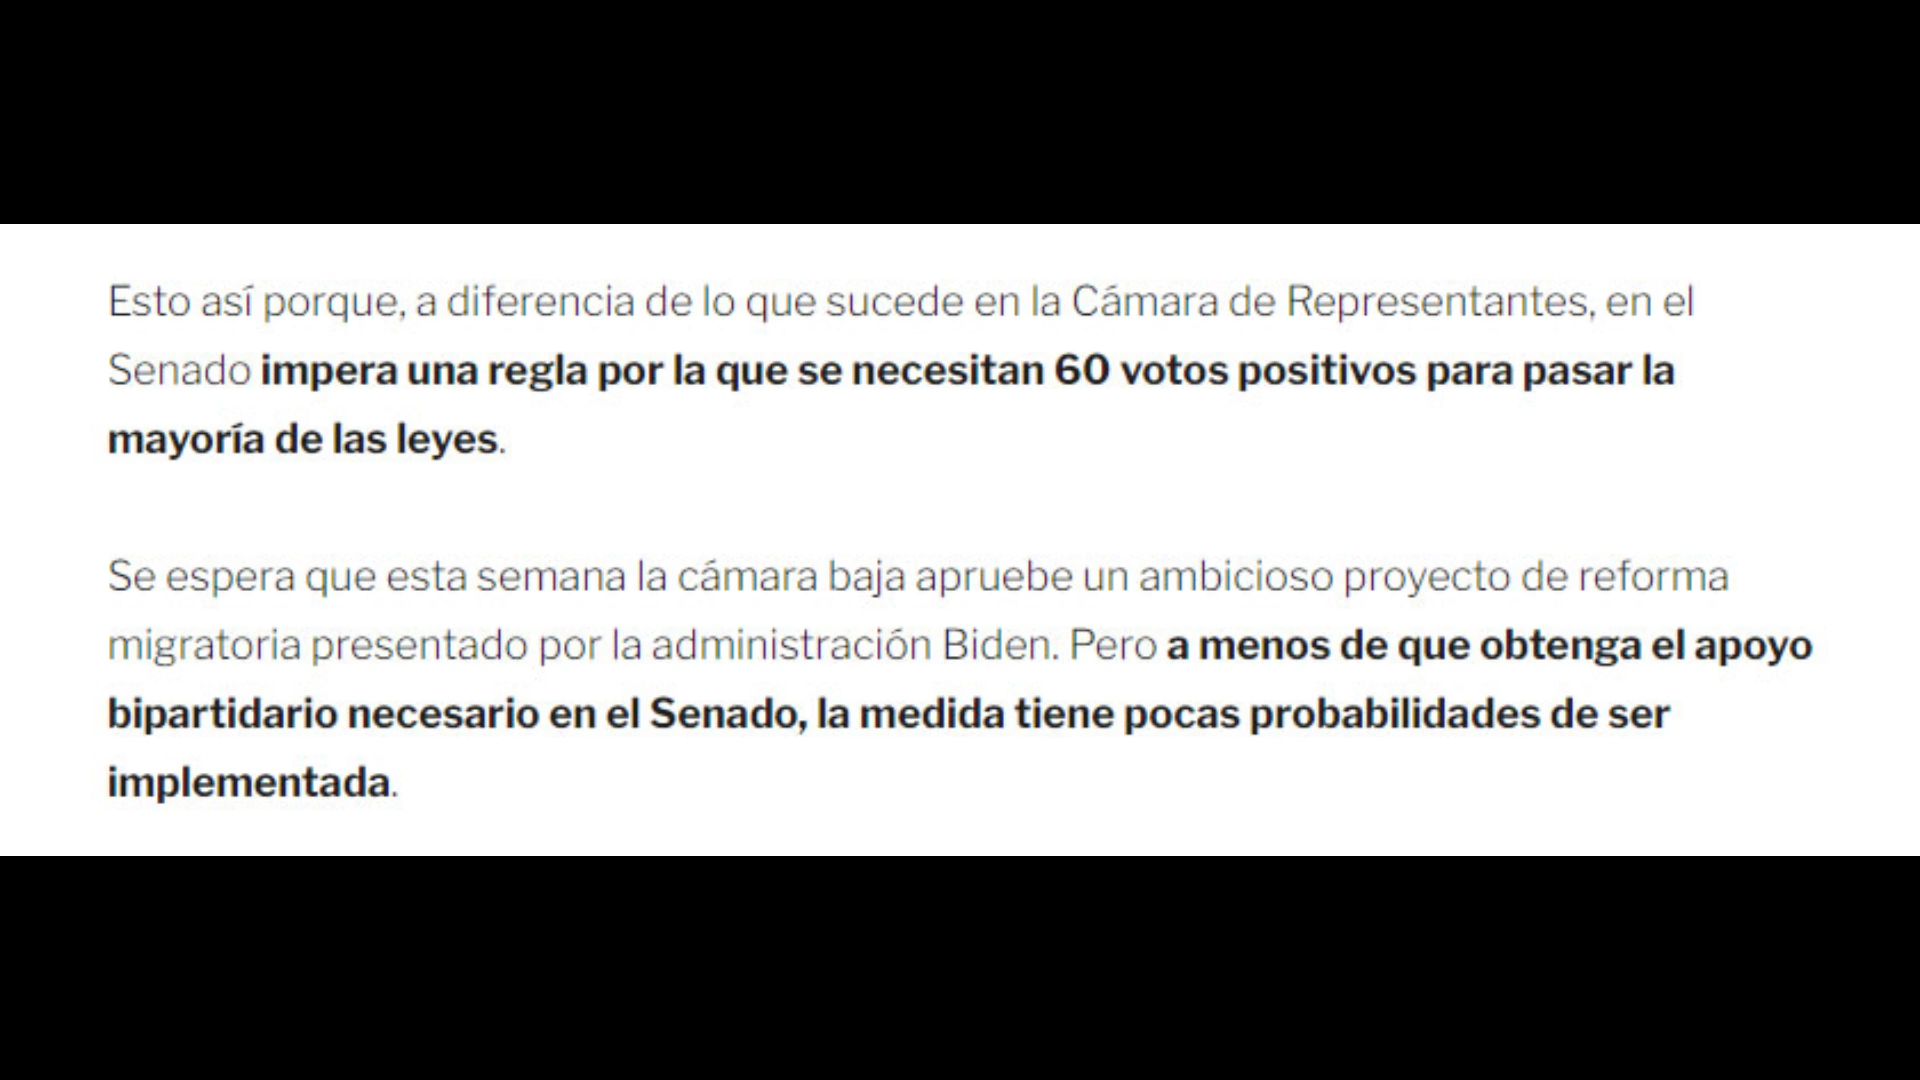 Esto así porque, a diferencia de lo que sucede en la Cámara de Representantes, en el
Senado impera una regla por la que se necesitan 60 votos positivos para pasar la
mayoría de las leyes.
Se espera que esta semana la cámara baja apruebe un ambicioso proyecto de reforma
migratoria presentado por la administración Biden. Pero a menos de que obtenga el apoyo
bipartidario necesario en el Senado, la medida tiene pocas probabilidades de ser
implementada.